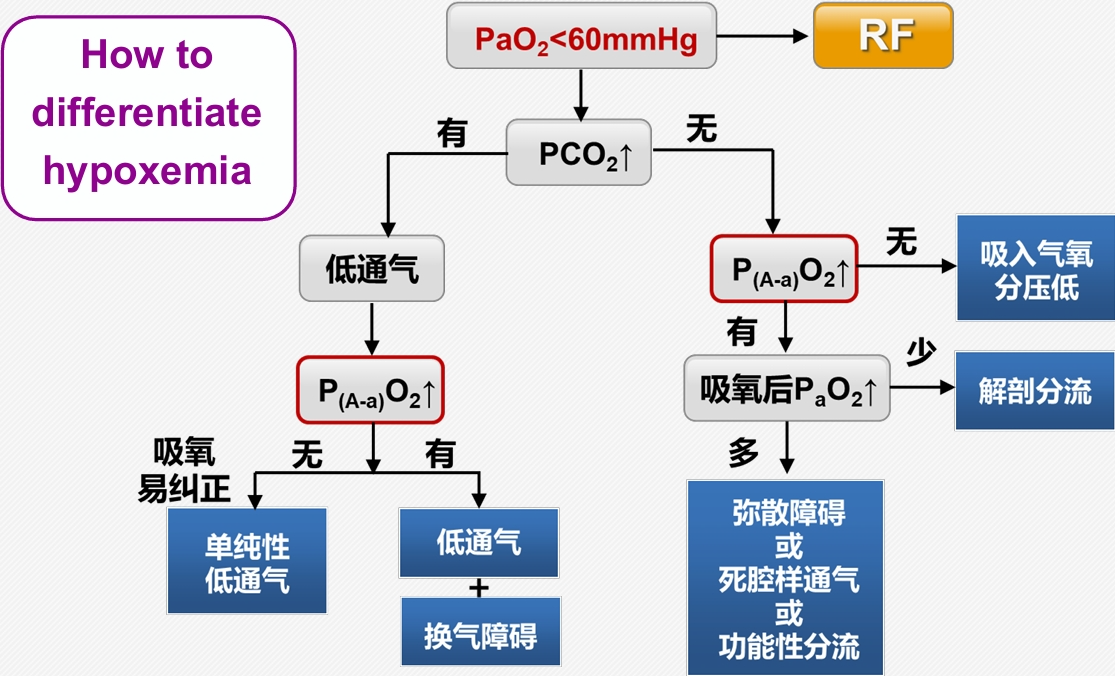 How to
differentiate
hypoxemia
PaO₂<60mmHg
RF
有
PCO₂↑
无
低通气
P₍A₋a₎O₂↑
无
吸入气氧
分压低
有
吸氧后PₐO₂↑
少
解剖分流
P₍A₋a₎O₂↑
吸氧
易纠正
无
有
多
单纯性
低通气
低通气
+
换气障碍
弥散障碍
或
死腔样通气
或
功能性分流